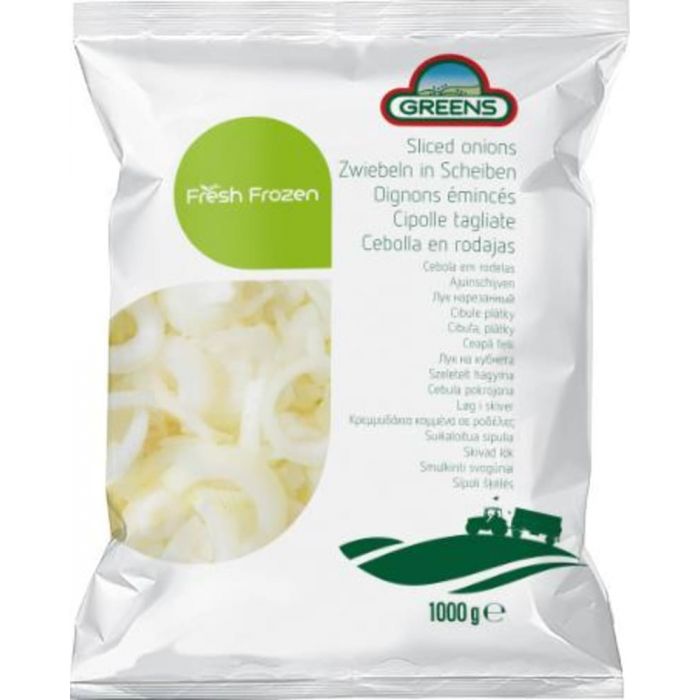 GREENS
Sliced onions
Zwiebeln in Scheiben
Oignons émincés
Cipolle tagliate
Cebolla en rodajas
Fresh Frozen
Cebola em rodelas
Ajuinschijven
Лук нарезанный
Cibule plátky
Cibuľa, plátky
Ceapă felii
Лук на кубчета
Szeletelt hagyma
Cebula pokrojona
Løg i skiver
Κρεμμυδάκια κομμένα σε ροδέλες
Suikaloitua sipulia
Skivad lök
Smulkinti svogūnai
Sīpoli šķēlēs
1000 g ℮